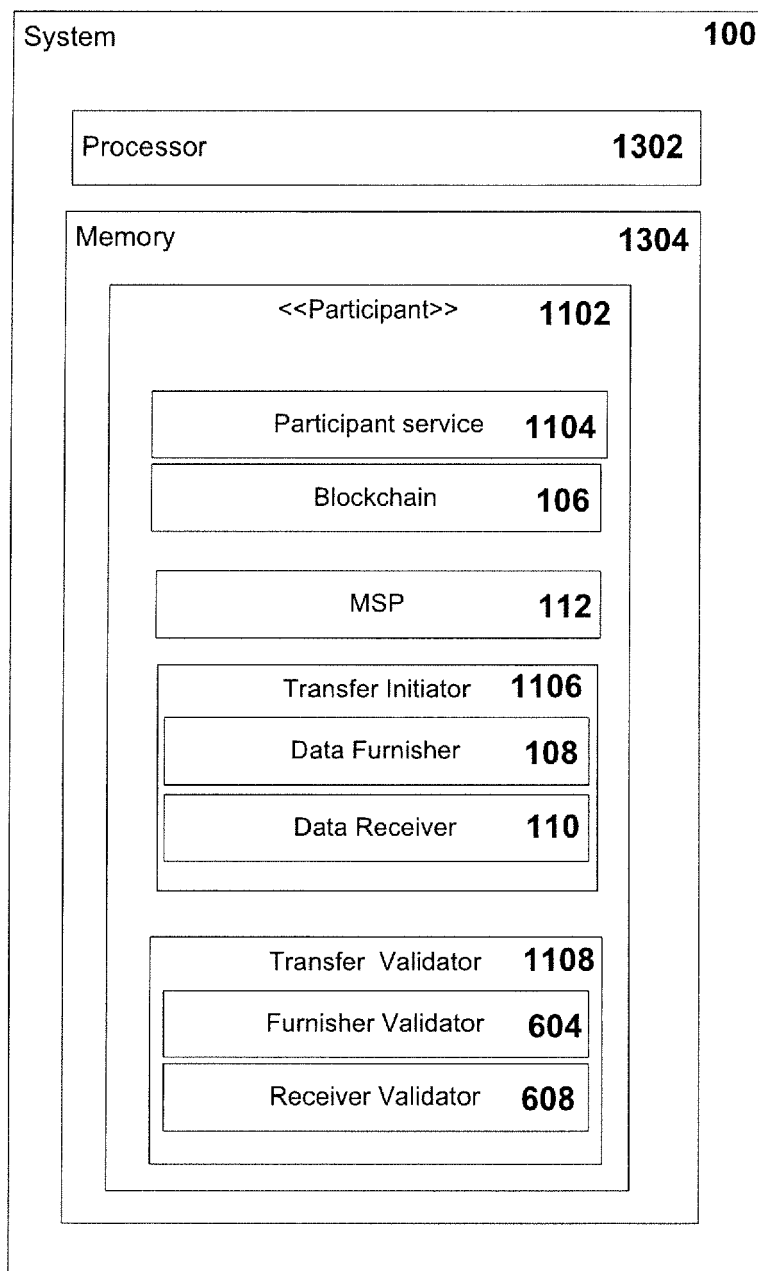 System 100
Processor 1302
Memory 1304
<<Participant>> 1102
Participant service 1104
Blockchain 106
MSP 112
Transfer Initiator 1106
Data Furnisher 108
Data Receiver 110
Transfer Validator 1108
Furnisher Validator 604
Receiver Validator 608